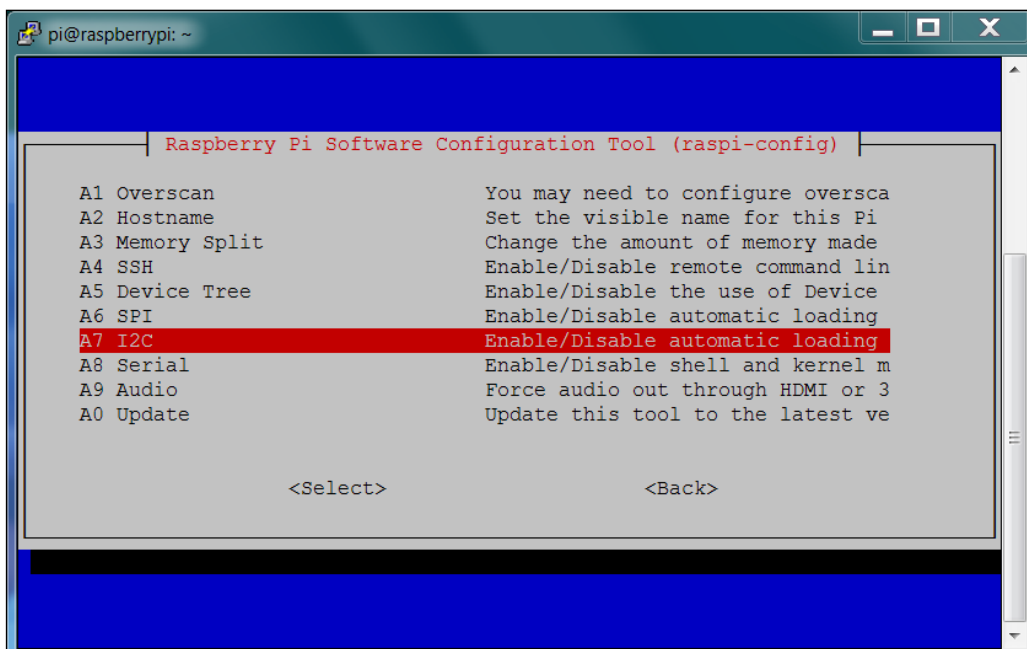 pi@raspberrypi: ~
Raspberry Pi Software Configuration Tool (raspi-config)
A1 Overscan You may need to configure oversca
A2 Hostname Set the visible name for this Pi
A3 Memory Split Change the amount of memory made
A4 SSH Enable/Disable remote command lin
A5 Device Tree Enable/Disable the use of Device
A6 SPI Enable/Disable automatic loading
A7 I2C Enable/Disable automatic loading
A8 Serial Enable/Disable shell and kernel m
A9 Audio Force audio out through HDMI or 3
A0 Update Update this tool to the latest ve
<Select> <Back>